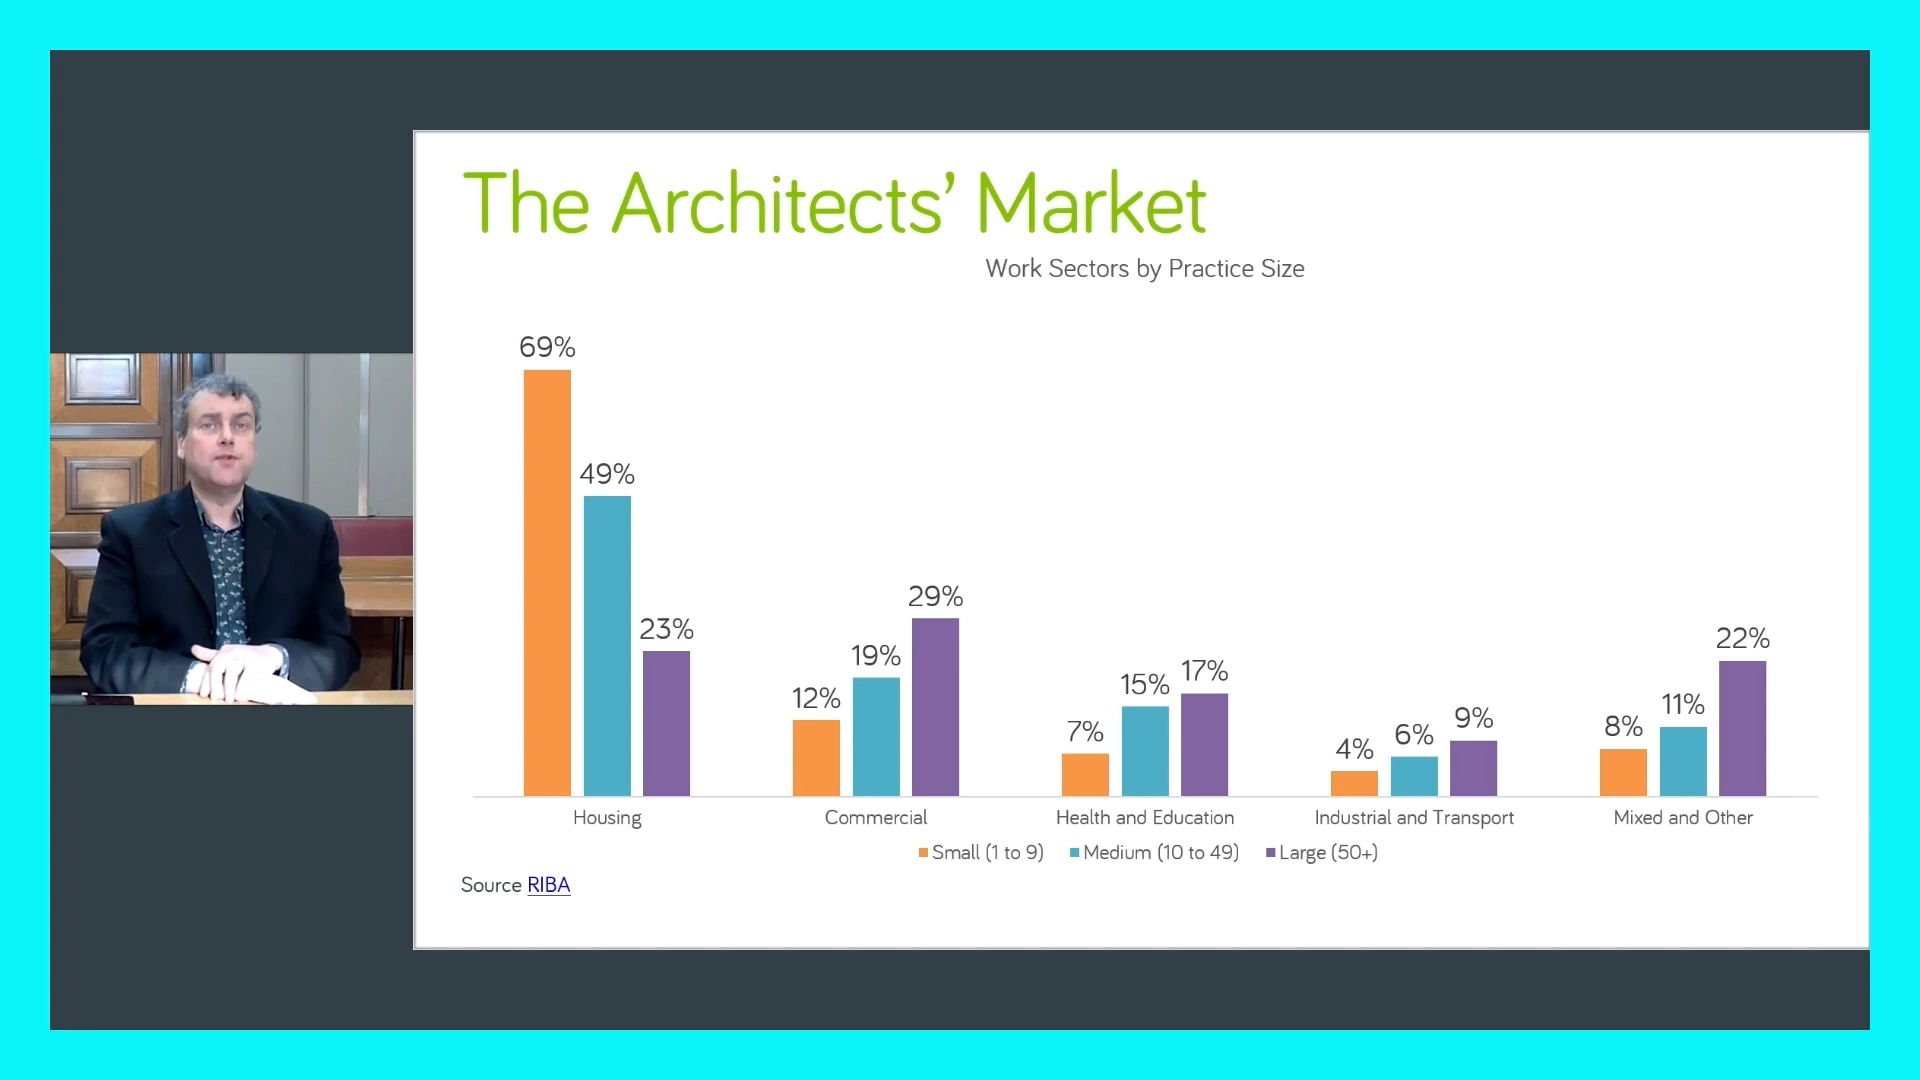 The Architects’ Market
Work Sectors by Practice Size
69%
49%
23%
12%
19%
29%
7%
15%
17%
4%
6%
9%
8%
11%
22%
Housing
Commercial
Health and Education
Industrial and Transport
Mixed and Other
Small (1 to 9)
Medium (10 to 49)
Large (50+)
Source RIBA